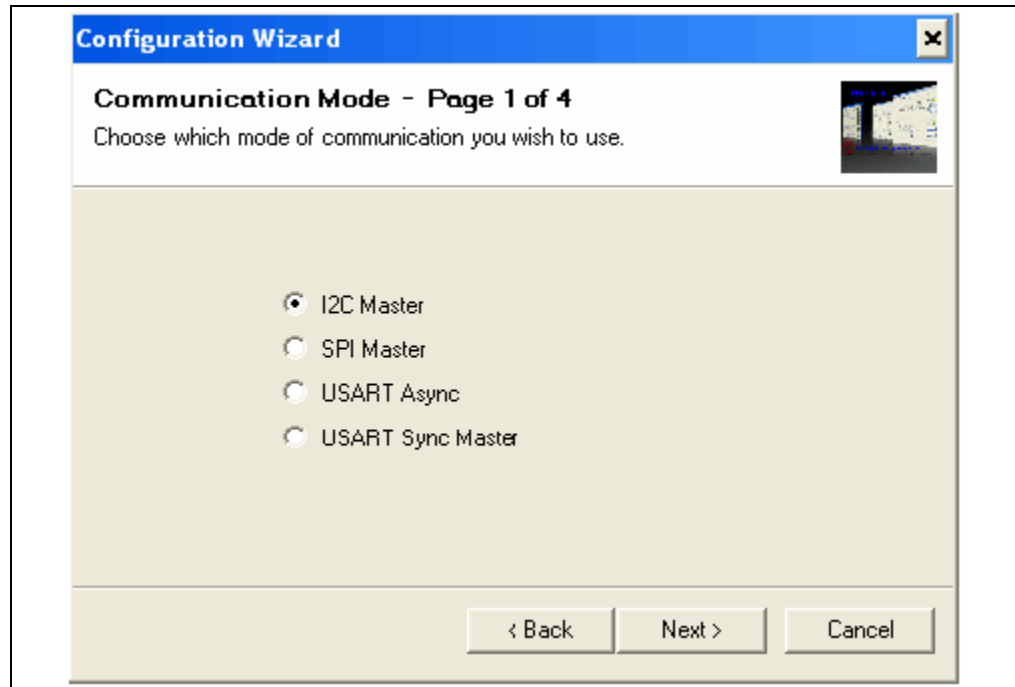 Configuration Wizard
Communication Mode - Page 1 of 4
Choose which mode of communication you wish to use.
I2C Master
SPI Master
USART Async
USART Sync Master
< Back
Next >
Cancel